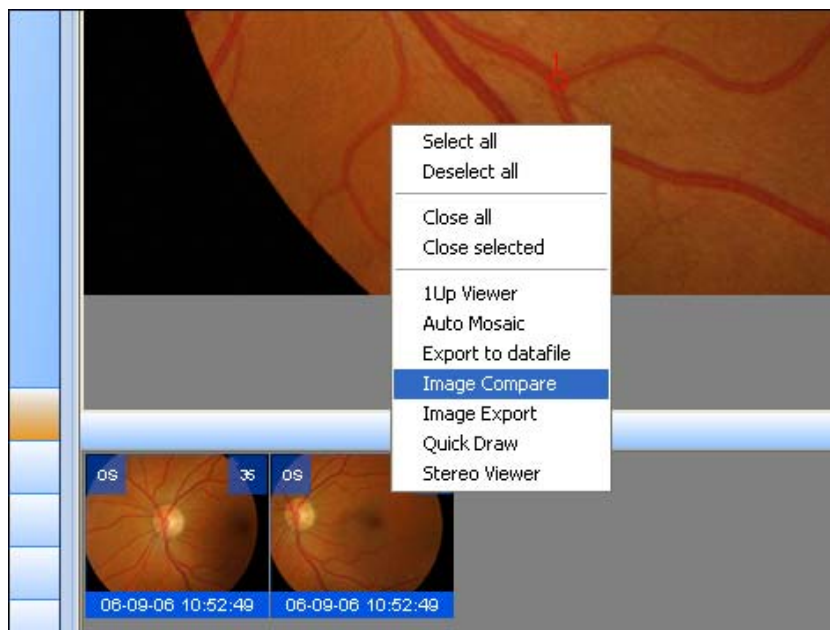 Select all
Deselect all
Close all
Close selected
1Up Viewer
Auto Mosaic
Export to datafile
Image Compare
Image Export
Quick Draw
Stereo Viewer
OS 35 OS
06-09-06 10:52:49 06-09-06 10:52:49